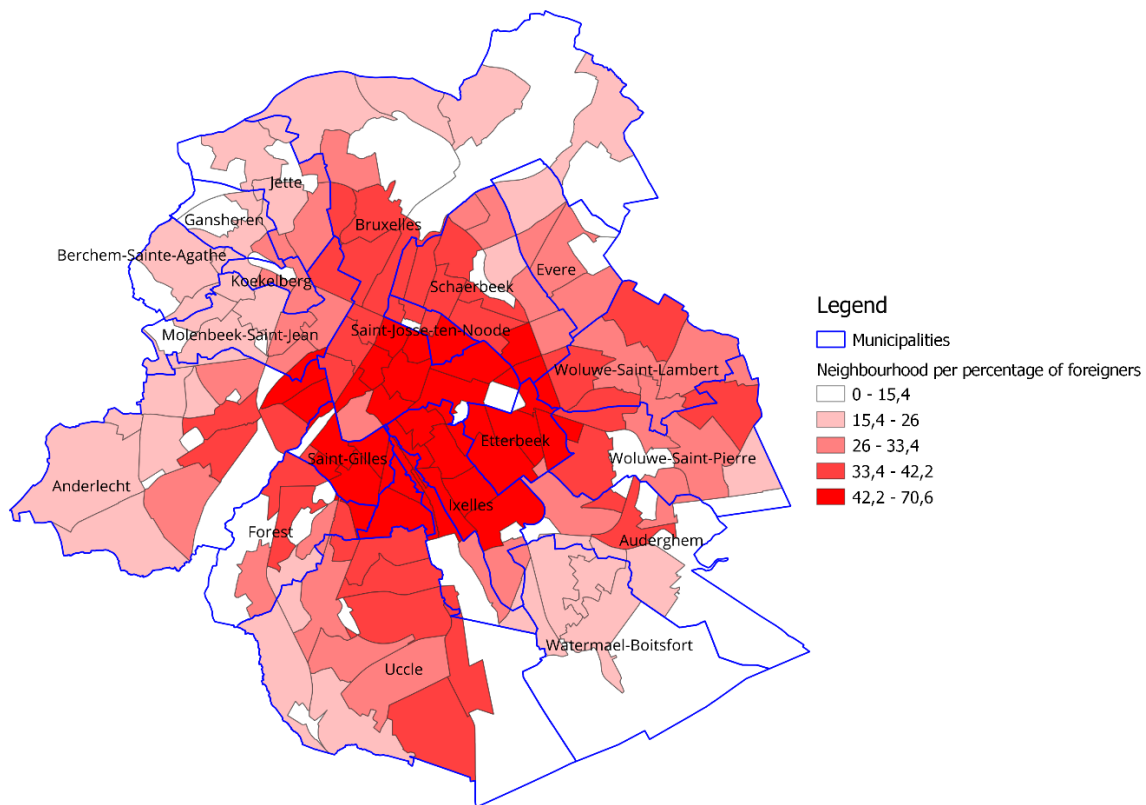 Jette
Ganshoren
Bruxelles
Berchem-Sainte-Agathe
Evere
Koekelberg
Schaerbeek
Molenbeek-Saint-Jean
Saint-Josse-ten-Noode
Woluwe-Saint-Lambert
Etterbeek
Saint-Gilles
Woluwe-Saint-Pierre
Anderlecht
Ixelles
Forest
Auderghem
Watermael-Boitsfort
Uccle
Legend
Municipalities
Neighbourhood per percentage of foreigners
0 - 15,4
15,4 - 26
26 - 33,4
33,4 - 42,2
42,2 - 70,6